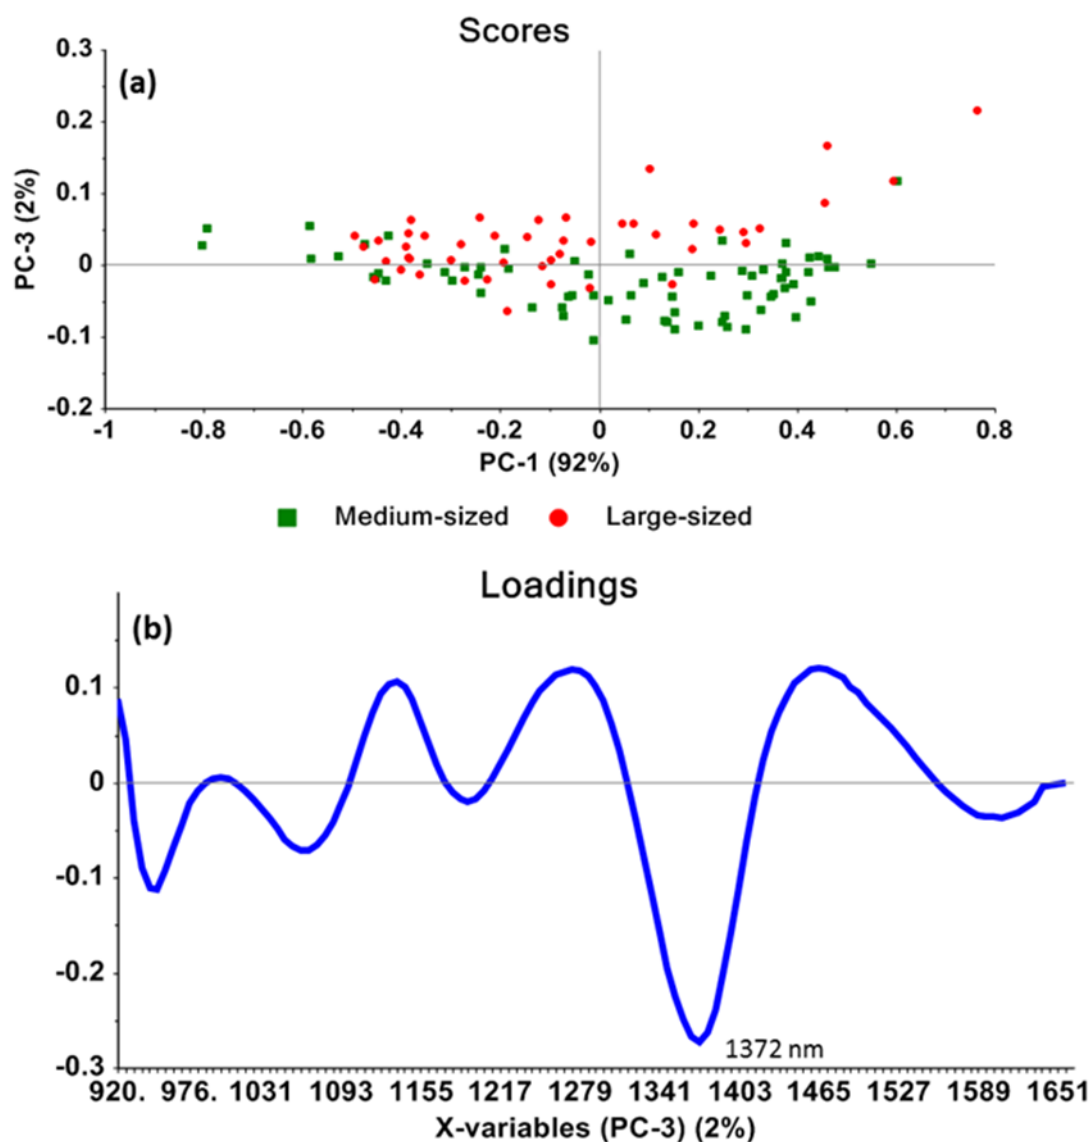 Scores
(a)
0.3
0.2
0.1
0
-0.1
-0.2
PC-3 (2%)
-1 -0.8 -0.6 -0.4 -0.2 0 0.2 0.4 0.6 0.8
PC-1 (92%)
Medium-sized Large-sized
Loadings
(b)
0.1
0
-0.1
-0.2
-0.3
1372 nm
920. 976. 1031 1093 1155 1217 1279 1341 1403 1465 1527 1589 1651
X-variables (PC-3) (2%)